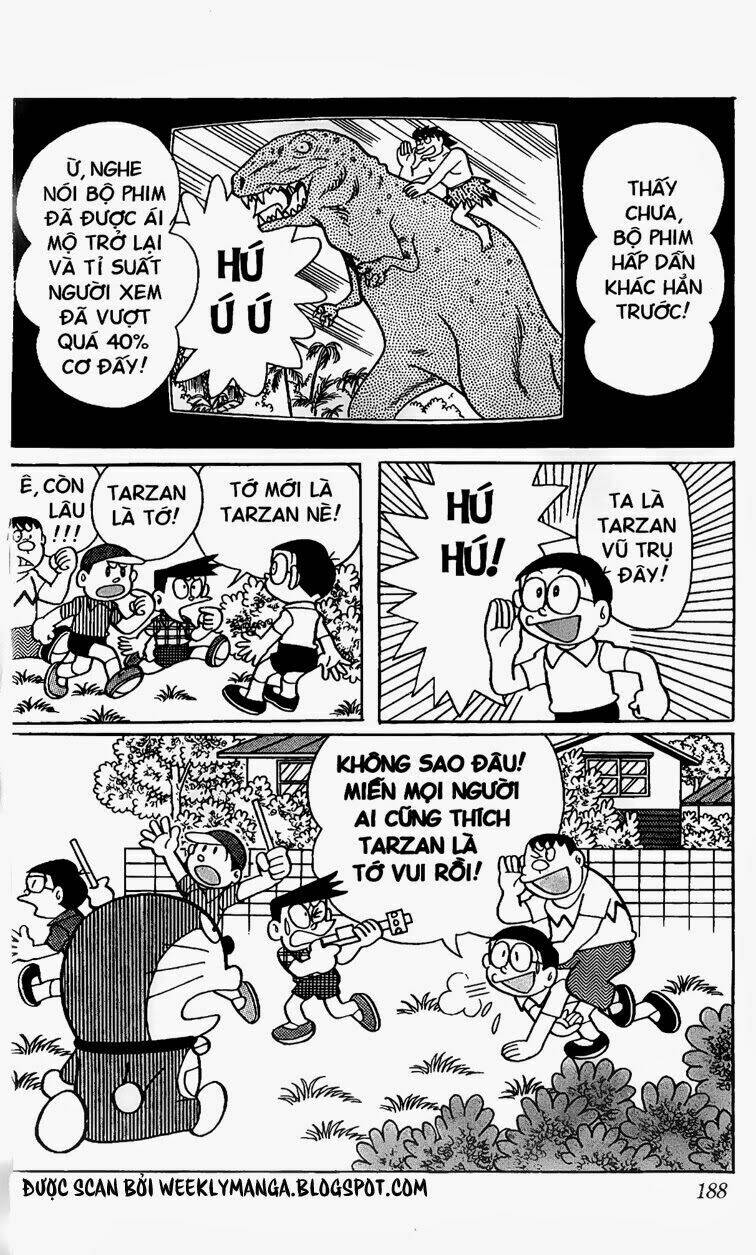 THẤY
CHƯA,
BỘ PHIM
HẤP DẪN
KHÁC HẲN
TRƯỚC!
HÚ
Ú Ú
Ừ, NGHE
NÓI BỘ PHIM
ĐÃ ĐƯỢC ÁI
MỘ TRỞ LẠI
VÀ TỈ SUẤT
NGƯỜI XEM
ĐÃ VƯỢT
QUÁ 40%
CƠ ĐẤY!
TA LÀ
TARZAN
VŨ TRỤ
ĐÂY!
HÚ
HÚ!
TỚ MỚI LÀ
TARZAN NÈ!
TARZAN
LÀ TỚ!
Ê, CÒN
LÂU
!!!
KHÔNG SAO ĐÂU!
MIẾN MỌI NGƯỜI
AI CŨNG THÍCH
TARZAN LÀ
TỚ VUI RỒI!
ĐƯỢC SCAN BỞI WEEKLYMANGA.BLOGSPOT.COM
188